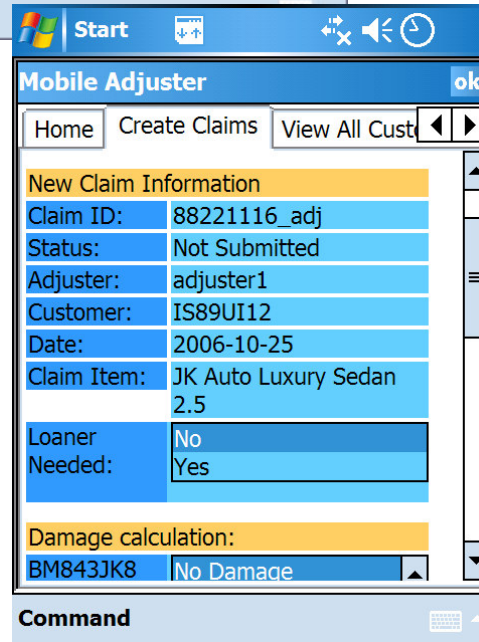 Start
Mobile Adjuster ok
Home Create Claims View All Cust
New Claim Information
Claim ID: 88221116_adj
Status: Not Submitted
Adjuster: adjuster1
Customer: IS89UI12
Date: 2006-10-25
Claim Item: JK Auto Luxury Sedan
2.5
Loaner No
Needed: Yes
Damage calculation:
BM843JK8 No Damage
Command